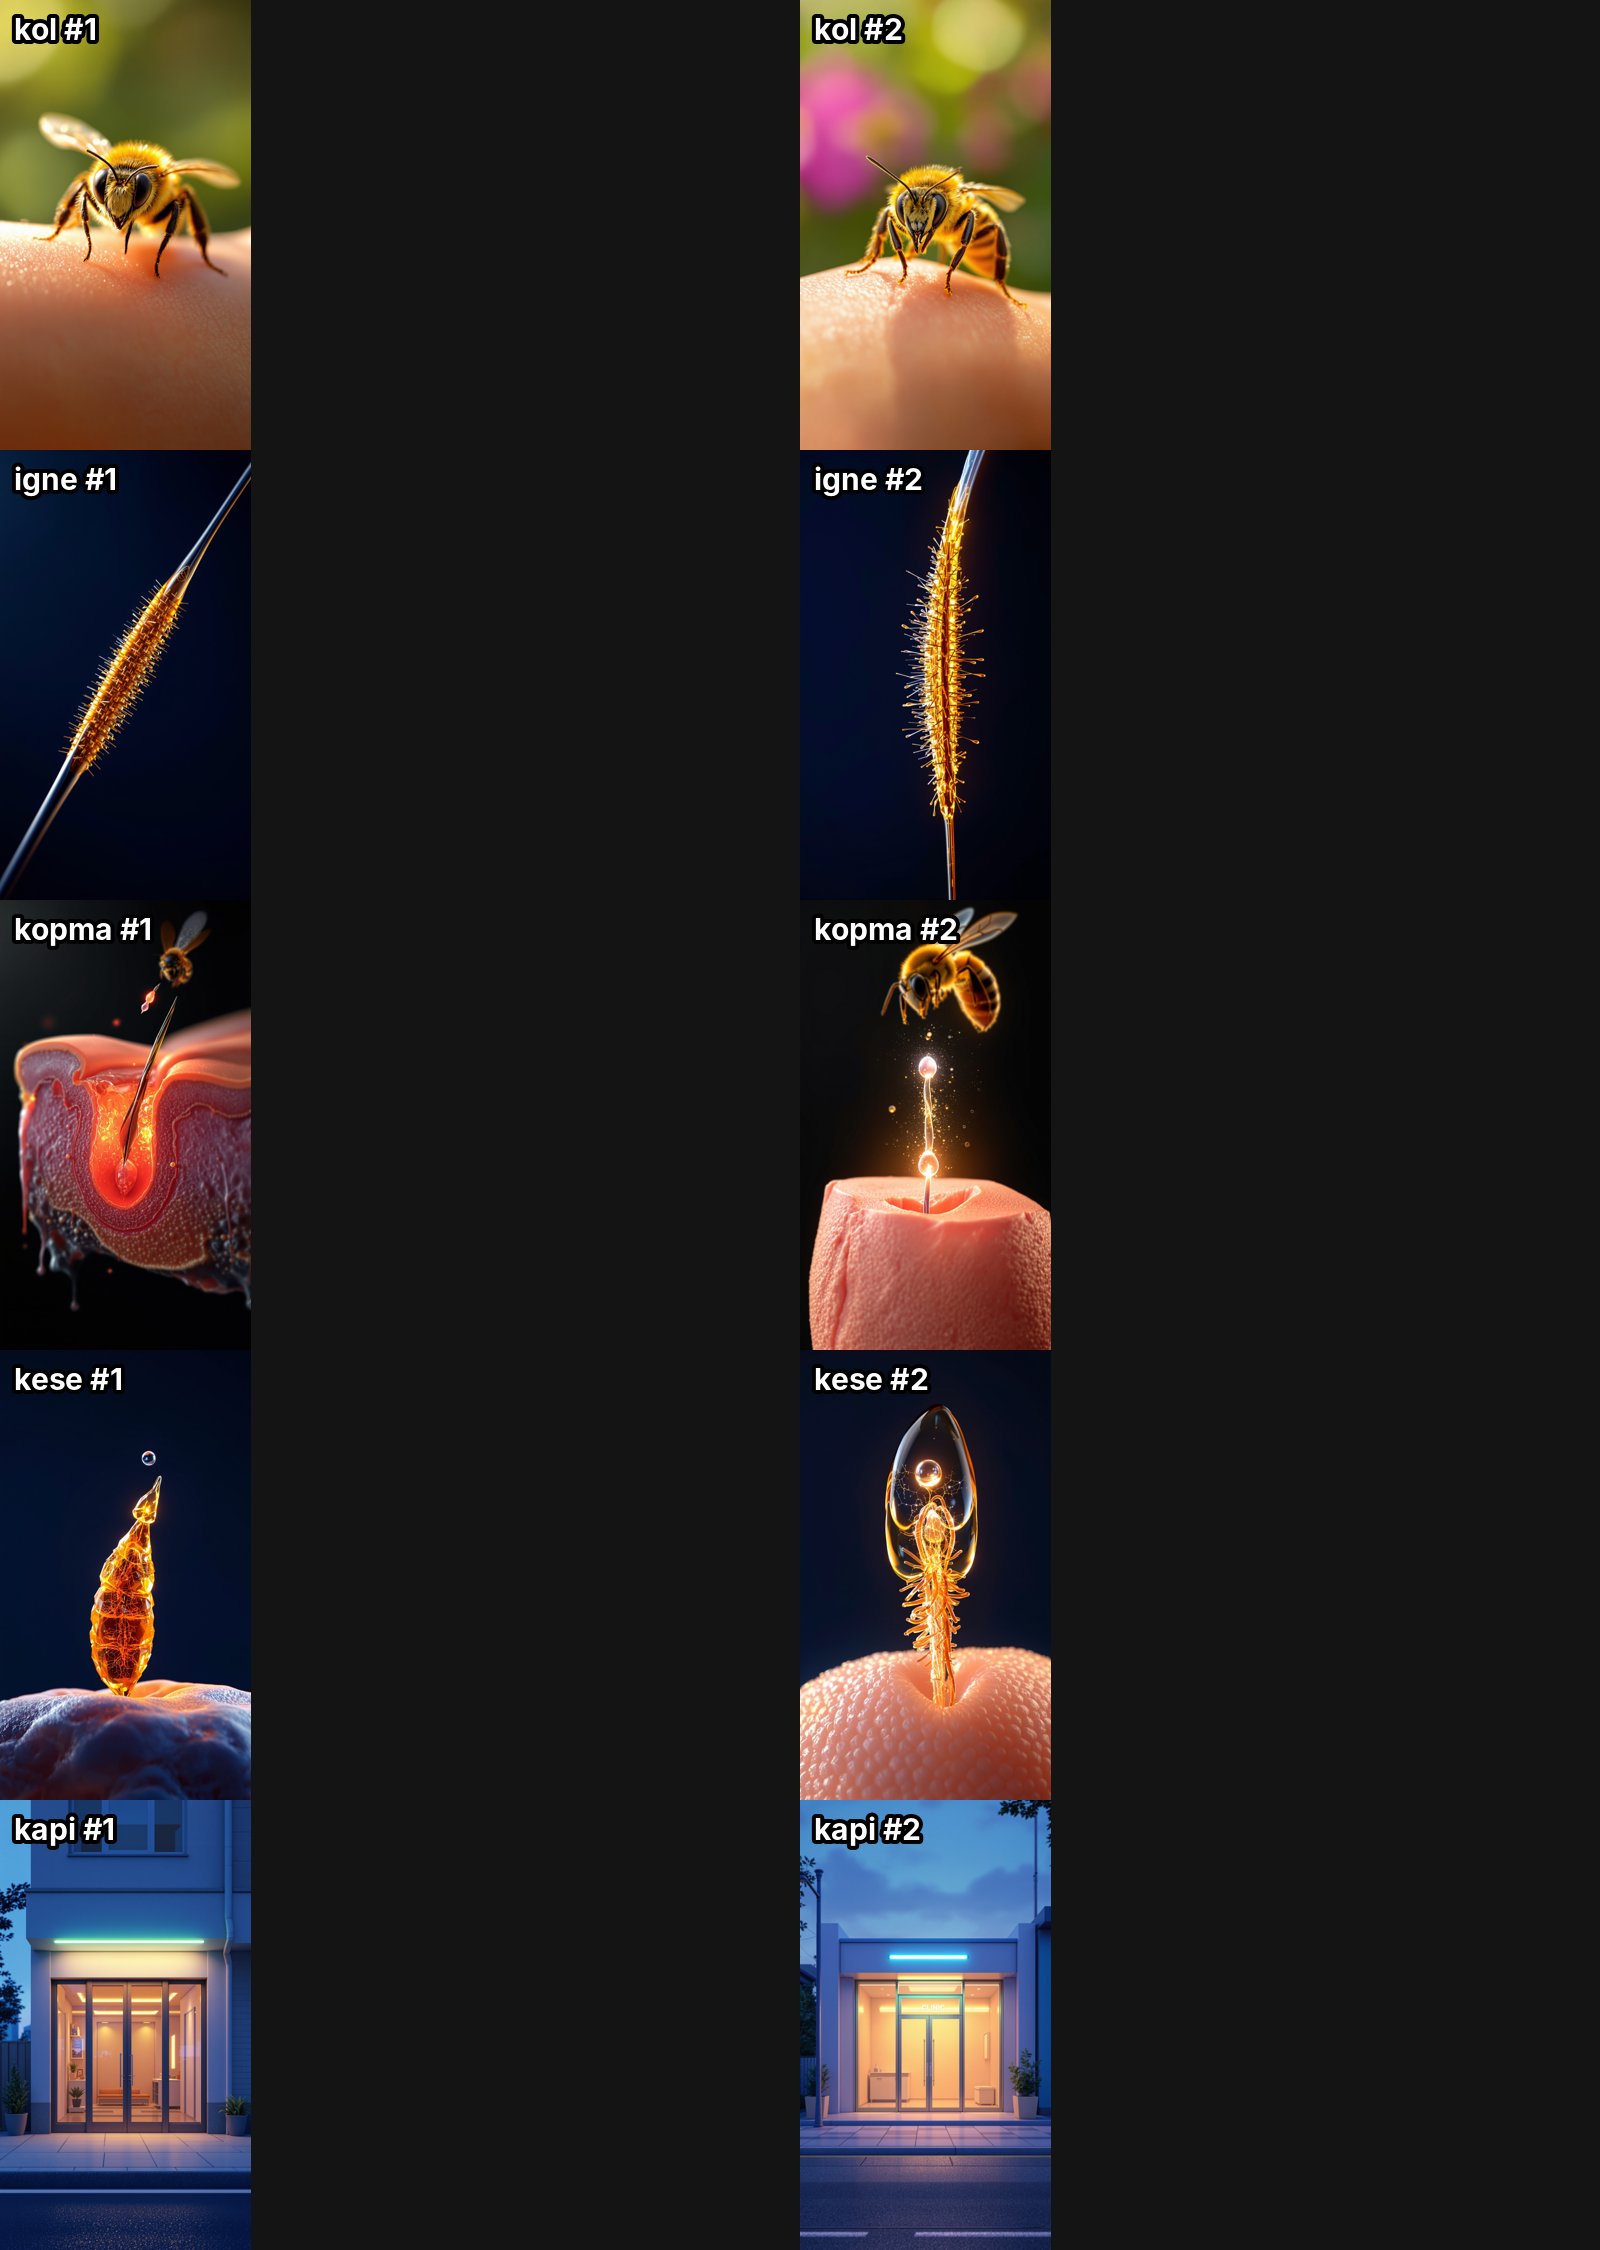 kol #1
kol #2
igne #1
igne #2
kopma #1
kopma #2
kese #1
kese #2
kapi #1
kapi #2
CLINIC